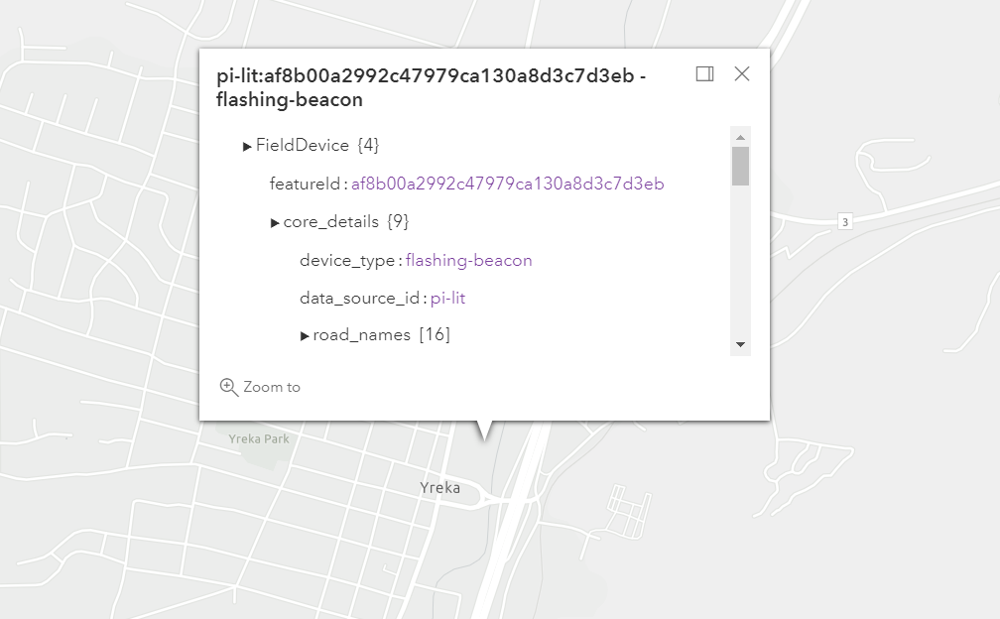 pi-lit:af8b00a2992c47979ca130a8d3c7d3eb -
flashing-beacon
▶ FieldDevice {4}
featureId : af8b00a2992c47979ca130a8d3c7d3eb
▶ core_details {9}
device_type : flashing-beacon
data_source_id : pi-lit
▶ road_names [16]
Zoom to
3
Yreka Park
Yreka